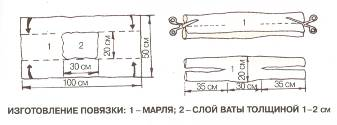 1
2
20 см
50 см
30 см
100 см
1
1
20 см
35 см
30 см
35 см
ИЗГОТОВЛЕНИЕ ПОВЯЗКИ: 1 – МАРЛЯ; 2 – СЛОЙ ВАТЫ ТОЛЩИНОЙ 1–2 см